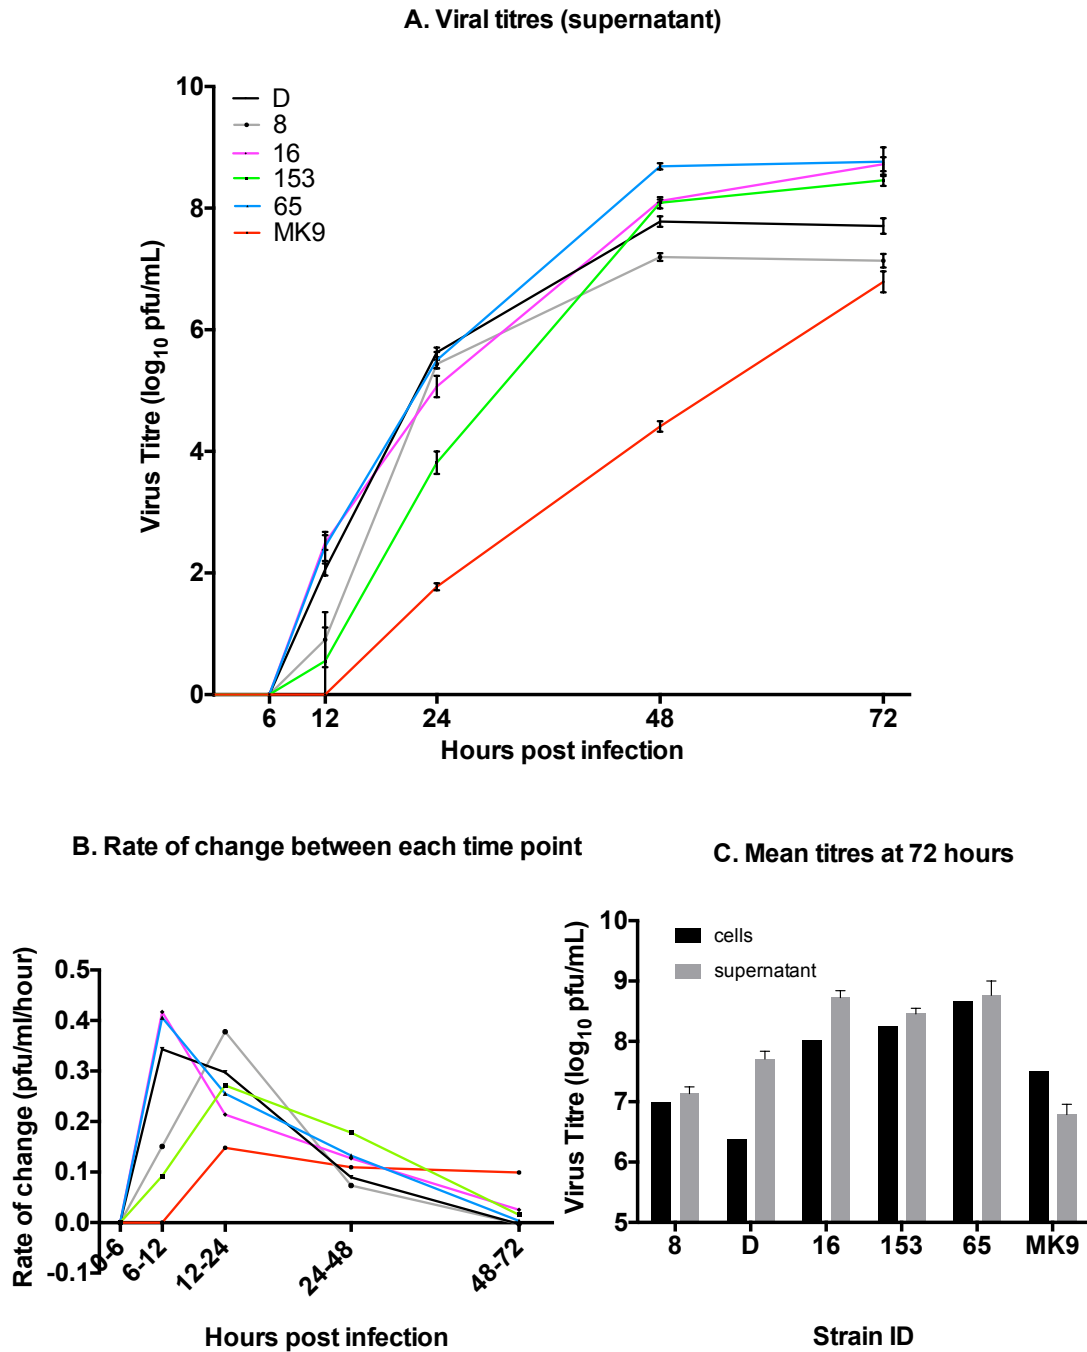 A. Viral titres (supernatant)
10
8
6
4
2
0
Virus Titre (log10 pfu/mL)
D
8
16
153
65
MK9
6 12 24 48 72
Hours post infection
B. Rate of change between each time point
0.5
0.4
0.3
0.2
0.1
0.0
-0.1
Rate of change (pfu/ml/hour)
0-6 6-12 12-24 24-48 48-72
Hours post infection
C. Mean titres at 72 hours
10
9
8
7
6
5
Virus Titre (log10 pfu/mL)
cells
supernatant
8 D 16 153 65 MK9
Strain ID